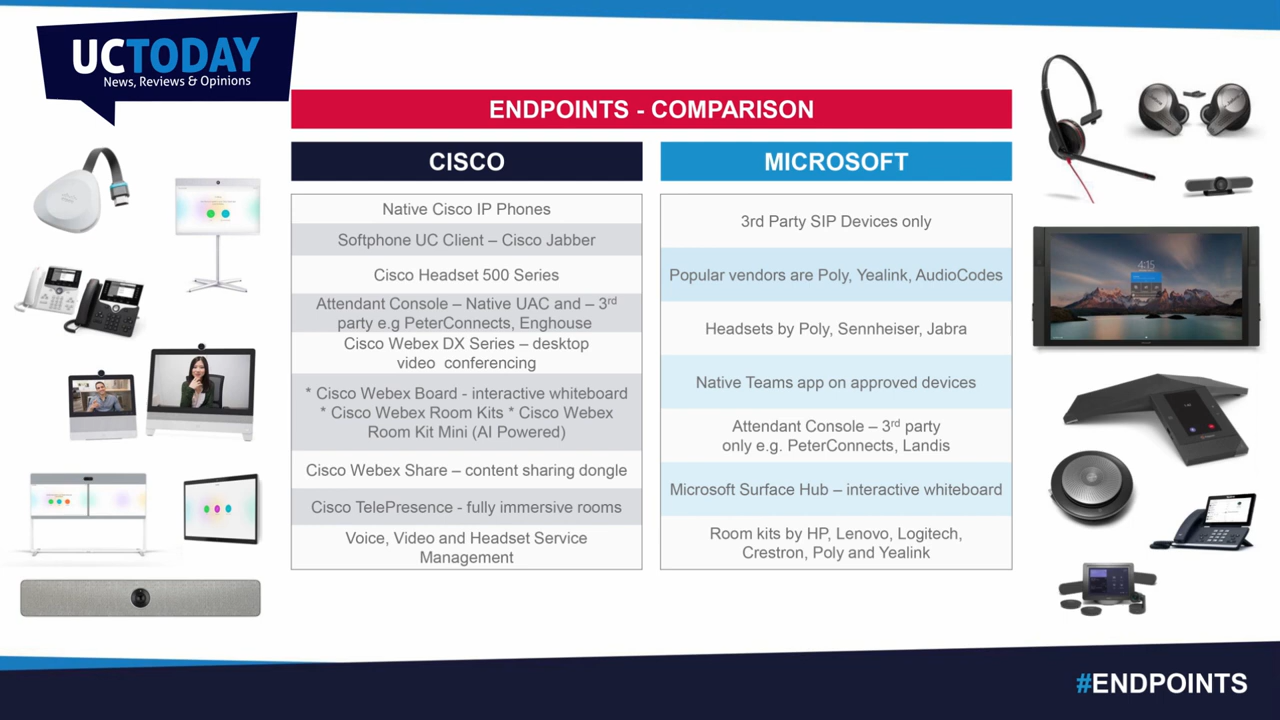 UCTODAY
News, Reviews & Opinions
ENDPOINTS - COMPARISON
CISCO
Native Cisco IP Phones
Softphone UC Client – Cisco Jabber
Cisco Headset 500 Series
Attendant Console – Native UAC and – 3rd
party e.g PeterConnects, Enghouse
Cisco Webex DX Series – desktop
video conferencing
* Cisco Webex Board - interactive whiteboard
* Cisco Webex Room Kits * Cisco Webex
Room Kit Mini (AI Powered)
Cisco Webex Share – content sharing dongle
Cisco TelePresence - fully immersive rooms
Voice, Video and Headset Service
Management
MICROSOFT
3rd Party SIP Devices only
Popular vendors are Poly, Yealink, AudioCodes
Headsets by Poly, Sennheiser, Jabra
Native Teams app on approved devices
Attendant Console – 3rd party
only e.g. PeterConnects, Landis
Microsoft Surface Hub – interactive whiteboard
Room kits by HP, Lenovo, Logitech,
Crestron, Poly and Yealink
4:15
#ENDPOINTS